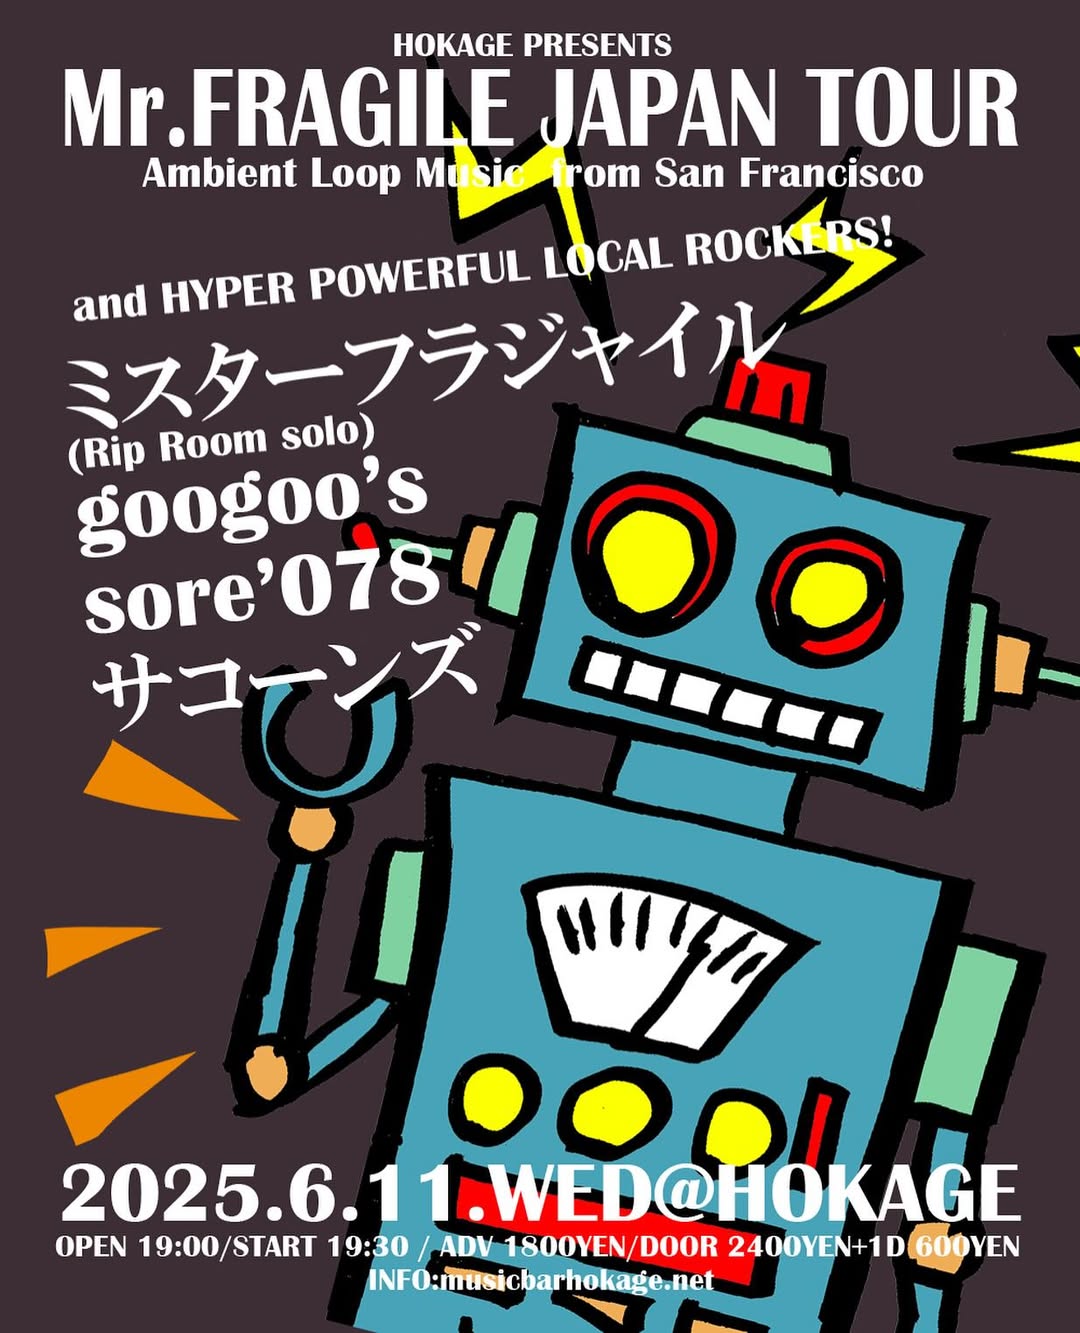 HOKAGE PRESENTS
Mr.FRAGILE JAPAN TOUR
Ambient Loop Music from San Francisco
and HYPER POWERFUL LOCAL ROCKERS!
ミスターフラジャイル
(Rip Room solo)
googoo's
sore'078
サコーンズ
2025.6.11.WED@HOKAGE
OPEN 19:00/START 19:30 / ADV 1800YEN/DOOR 2400YEN+1D 600YEN
INFO:musicbarhokage.net